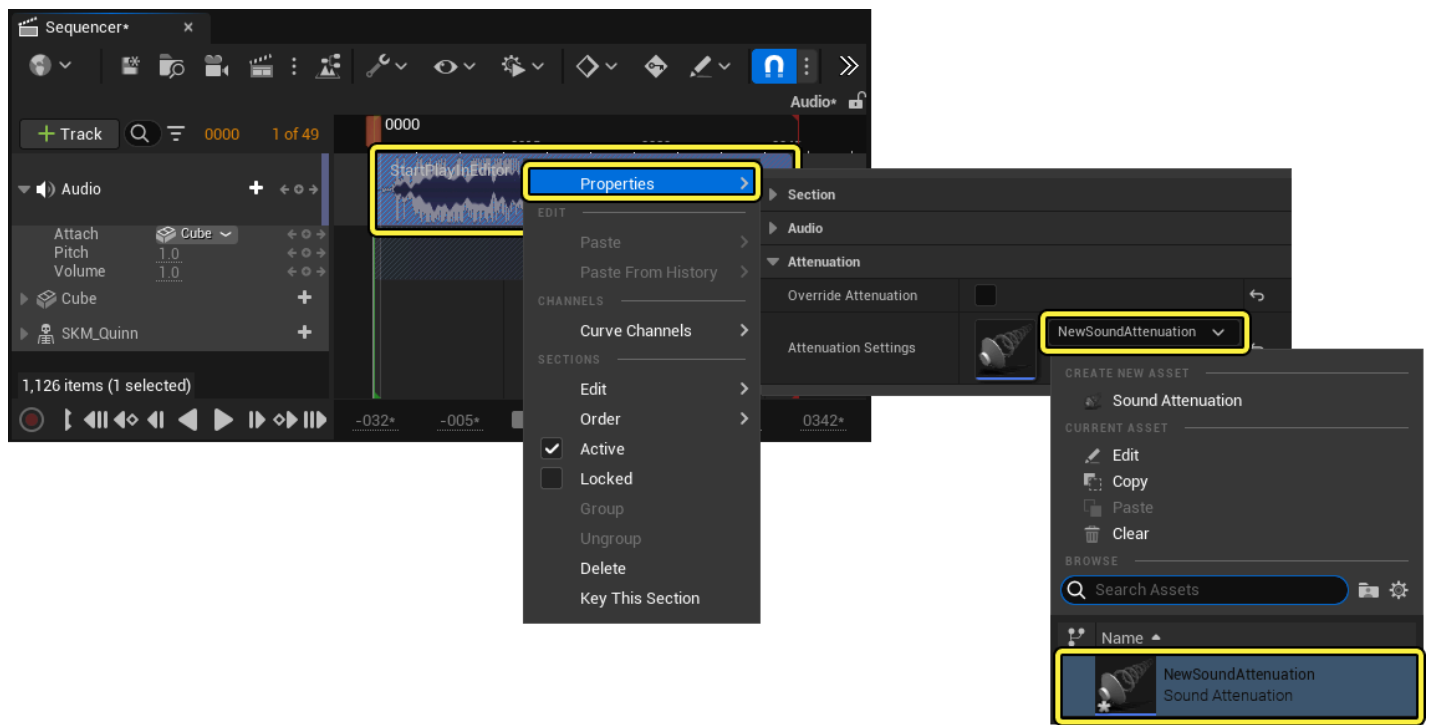 Sequencer*
Audio*
+ Track
0000
1 of 49
0000
Audio
StartPlayInEditor
Attach
Cube
Pitch
1.0
Volume
1.0
Cube
SKM_Quinn
1,126 items (1 selected)
-032*
-005*
0342*
Properties
EDIT
Paste
Paste From History
CHANNELS
Curve Channels
SECTIONS
Edit
Order
Active
Locked
Group
Ungroup
Delete
Key This Section
Section
Audio
Attenuation
Override Attenuation
Attenuation Settings
NewSoundAttenuation
CREATE NEW ASSET
Sound Attenuation
CURRENT ASSET
Edit
Copy
Paste
Clear
BROWSE
Search Assets
Name
NewSoundAttenuation
Sound Attenuation